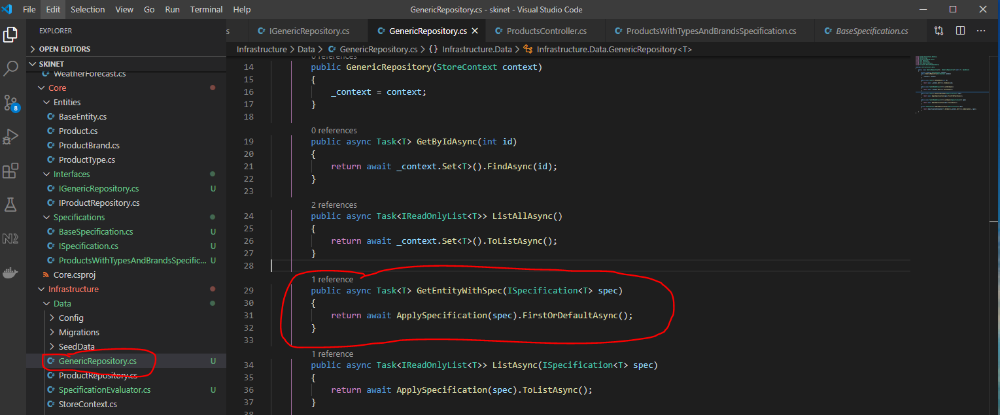 File Edit Selection View Go Run Terminal Help GenericRepository.cs - skinet - Visual Studio Code
EXPLORER
OPEN EDITORS
SKINET
WeatherForecast.cs
Core
Entities
BaseEntity.cs
Product.cs
ProductBrand.cs
ProductType.cs
Interfaces
IGenericRepository.cs U
IProductRepository.cs
Specifications
BaseSpecification.cs U
ISpecification.cs U
ProductsWithTypesAndBrandsSpecific... U
Core.csproj
Infrastructure
Data
Config
Migrations
SeedData
GenericRepository.cs U
ProductRepository.cs
SpecificationEvaluator.cs U
StoreContext.cs
8
s IGenericRepository.cs GenericRepository.cs ProductsController.cs ProductsWithTypesAndBrandsSpecification.cs BaseSpecification.cs
Infrastructure > Data > GenericRepository.cs > {} Infrastructure.Data > Infrastructure.Data.GenericRepository<T>
0 references
14 public GenericRepository(StoreContext context)
15 {
16 _context = context;
17 }
18
0 references
19 public async Task<T> GetByIdAsync(int id)
20 {
21 return await _context.Set<T>().FindAsync(id);
22 }
23
2 references
24 public async Task<IReadOnlyList<T>> ListAllAsync()
25 {
26 return await _context.Set<T>().ToListAsync();
27 }
28
1 reference
29 public async Task<T> GetEntityWithSpec(ISpecification<T> spec)
30 {
31 return await ApplySpecification(spec).FirstOrDefaultAsync();
32 }
33
1 reference
34 public async Task<IReadOnlyList<T>> ListAsync(ISpecification<T> spec)
35 {
36 return await ApplySpecification(spec).ToListAsync();
37 }
38